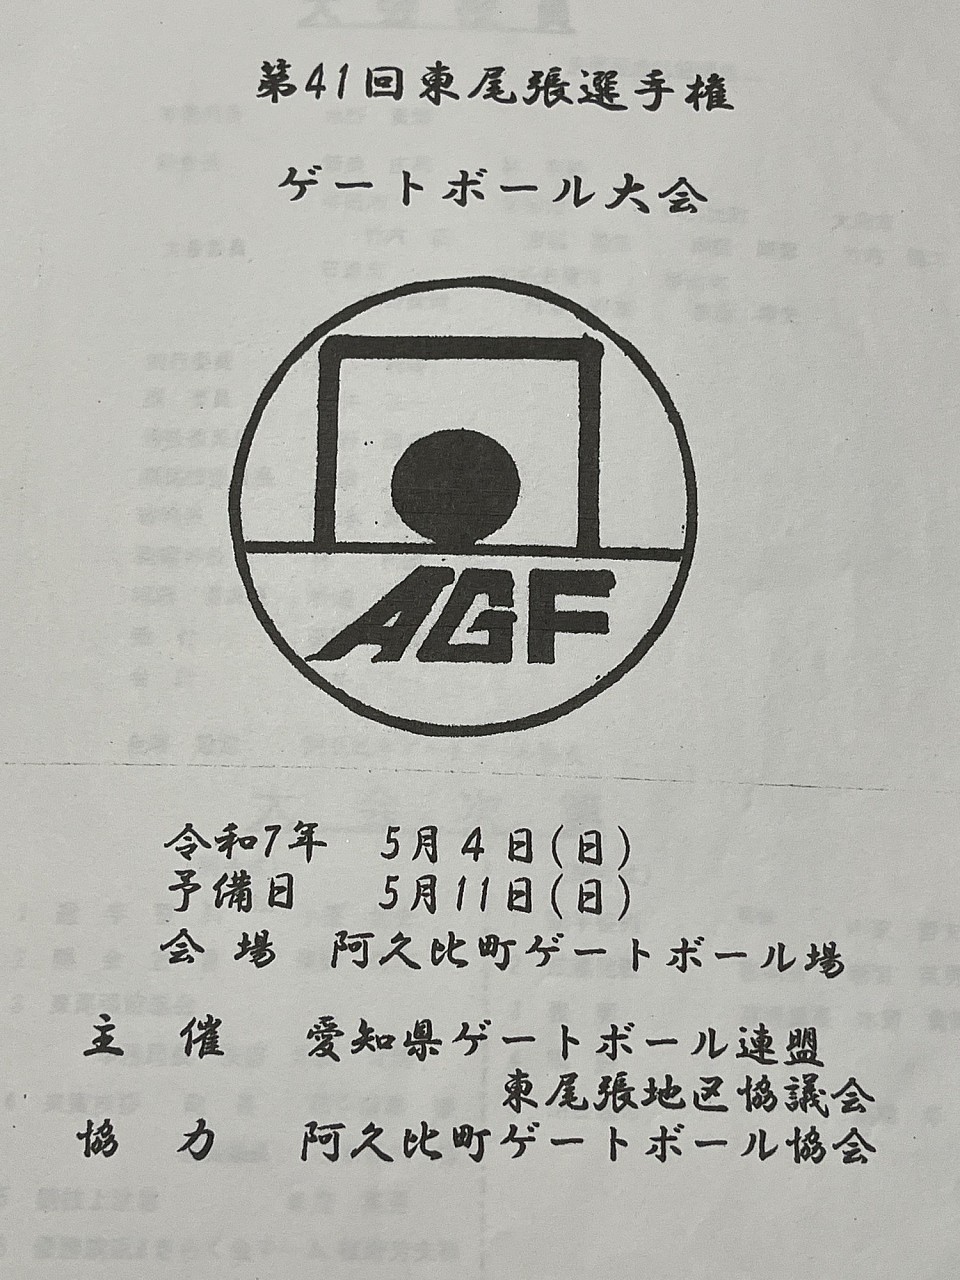 第41回東尾張選手権
ゲートボール大会
AGF
令和7年 5月4日(日)
予備日 5月11日(日)
会場 阿久比町ゲートボール場
主催 愛知県ゲートボール連盟
東尾張地区協議会
協力 阿久比町ゲートボール協会